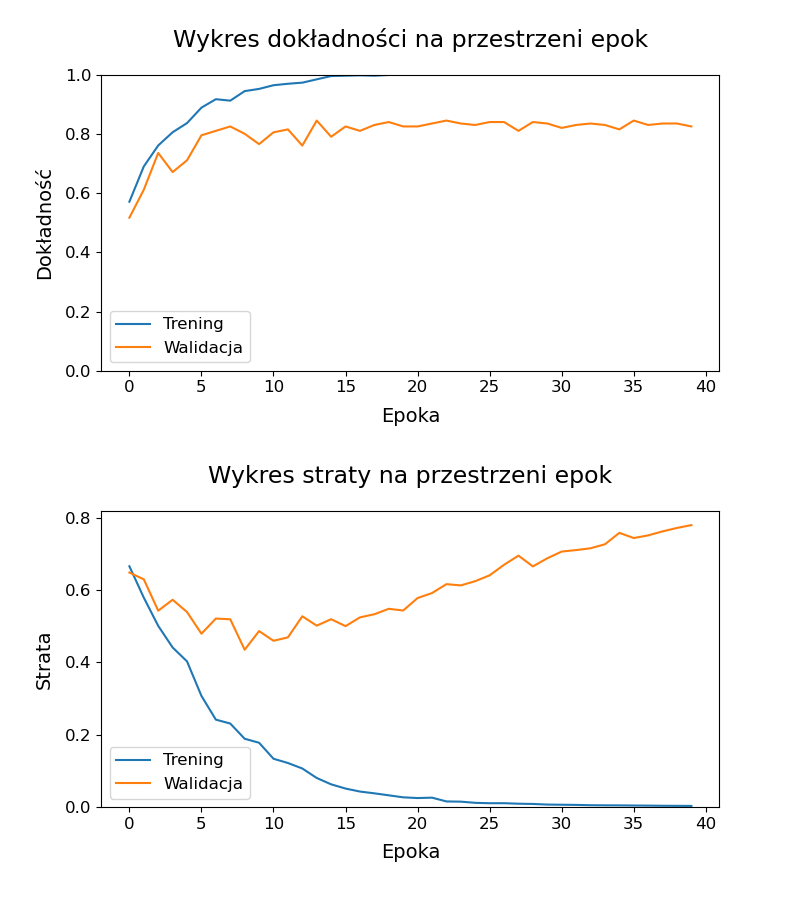 Wykres dokładności na przestrzeni epok
1.0
0.8
0.6
0.4
0.2
0.0
Dokładność
Trening
Walidacja
0 5 10 15 20 25 30 35 40
Epoka
Wykres straty na przestrzeni epok
0.8
0.6
0.4
0.2
0.0
Strata
Trening
Walidacja
0 5 10 15 20 25 30 35 40
Epoka